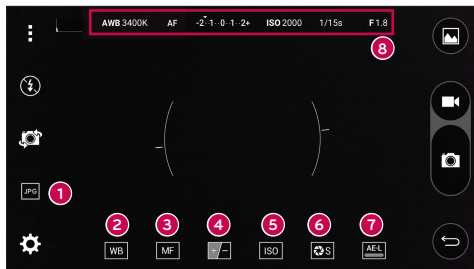 AWB 3400K AF -2-1-0-1-2+ ISO 2000 1/15s F 1.8
8
JPG 1
2 3 4 5 6 7
WB MF +/- ISO S AE-L